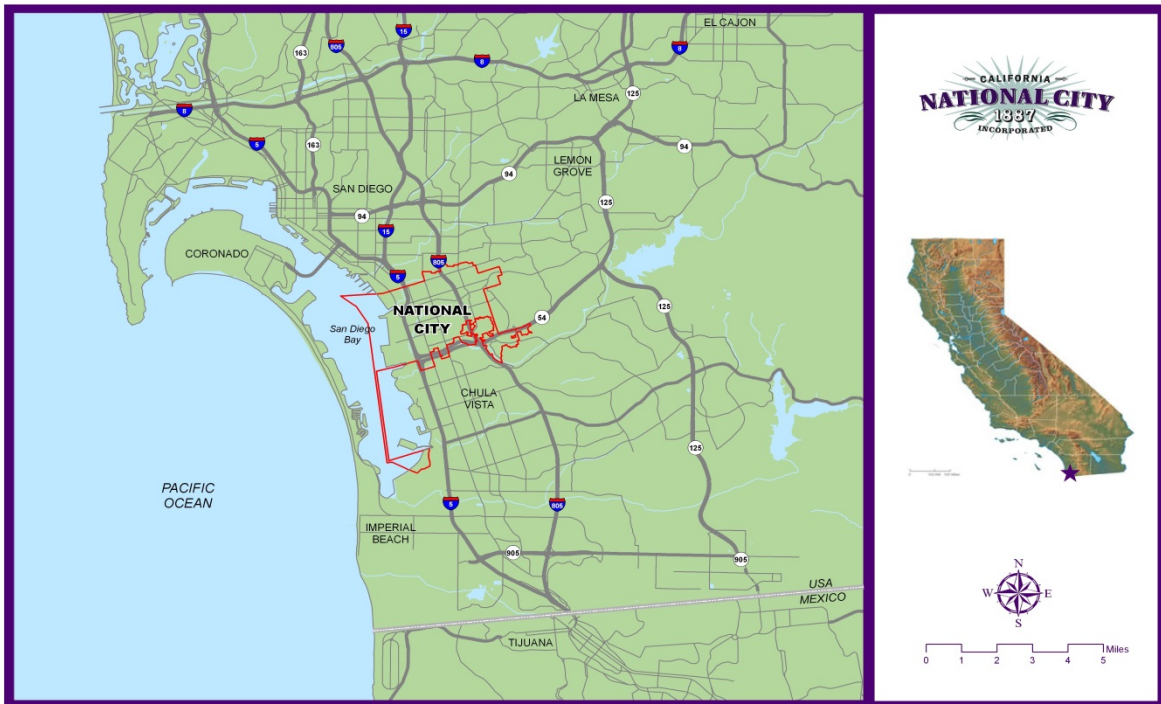 EL CAJON
15
163
805
8
8
125
LA MESA
8
5
163
94
LEMON
GROVE
94
SAN DIEGO
125
94
15
CORONADO
805
5
125
NATIONAL
CITY
54
San Diego
Bay
CHULA
VISTA
125
PACIFIC
OCEAN
5
805
IMPERIAL
BEACH
905
905
USA
MEXICO
TIJUANA
CALIFORNIA
NATIONAL CITY
1887
INCORPORATED
N
W
E
S
0 1 2 3 4 5 Miles